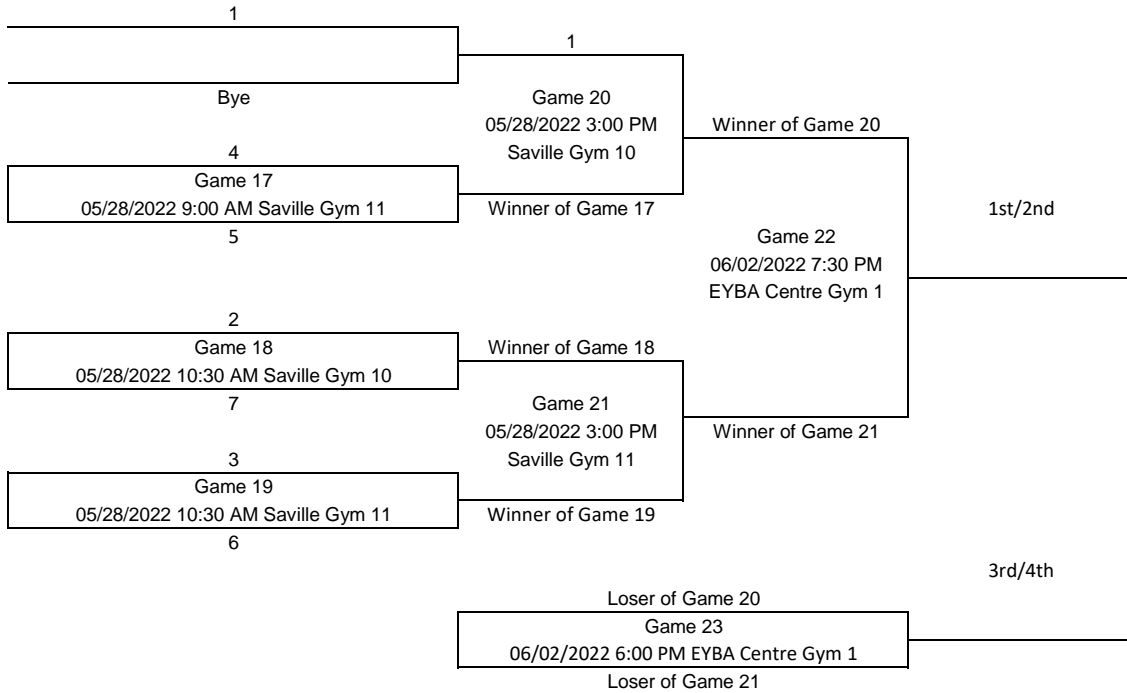 1
Bye
4
Game 17
05/28/2022 9:00 AM Saville Gym 11
5
2
Game 18
05/28/2022 10:30 AM Saville Gym 10
7
3
Game 19
05/28/2022 10:30 AM Saville Gym 11
6
1
Game 20
05/28/2022 3:00 PM
Saville Gym 10
Winner of Game 17
Winner of Game 18
Game 21
05/28/2022 3:00 PM
Saville Gym 11
Winner of Game 19
Winner of Game 20
Game 22
06/02/2022 7:30 PM
EYBA Centre Gym 1
Winner of Game 21
1st/2nd
Loser of Game 20
Game 23
06/02/2022 6:00 PM EYBA Centre Gym 1
Loser of Game 21
3rd/4th